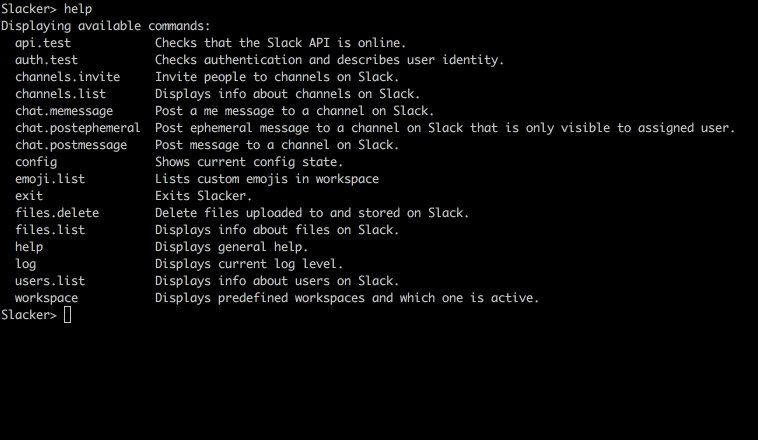 Slacker> help
Displaying available commands:
  api.test            Checks that the Slack API is online.
  auth.test           Checks authentication and describes user identity.
  channels.invite     Invite people to channels on Slack.
  channels.list       Displays info about channels on Slack.
  chat.memessage      Post a me message to a channel on Slack.
  chat.postephemeral  Post ephemeral message to a channel on Slack that is only visible to assigned user.
  chat.postmessage    Post message to a channel on Slack.
  config              Shows current config state.
  emoji.list          Lists custom emojis in workspace
  exit                Exits Slacker.
  files.delete        Delete files uploaded to and stored on Slack.
  files.list          Displays info about files on Slack.
  help                Displays general help.
  log                 Displays current log level.
  users.list          Displays info about users on Slack.
  workspace           Displays predefined workspaces and which one is active.
Slacker>